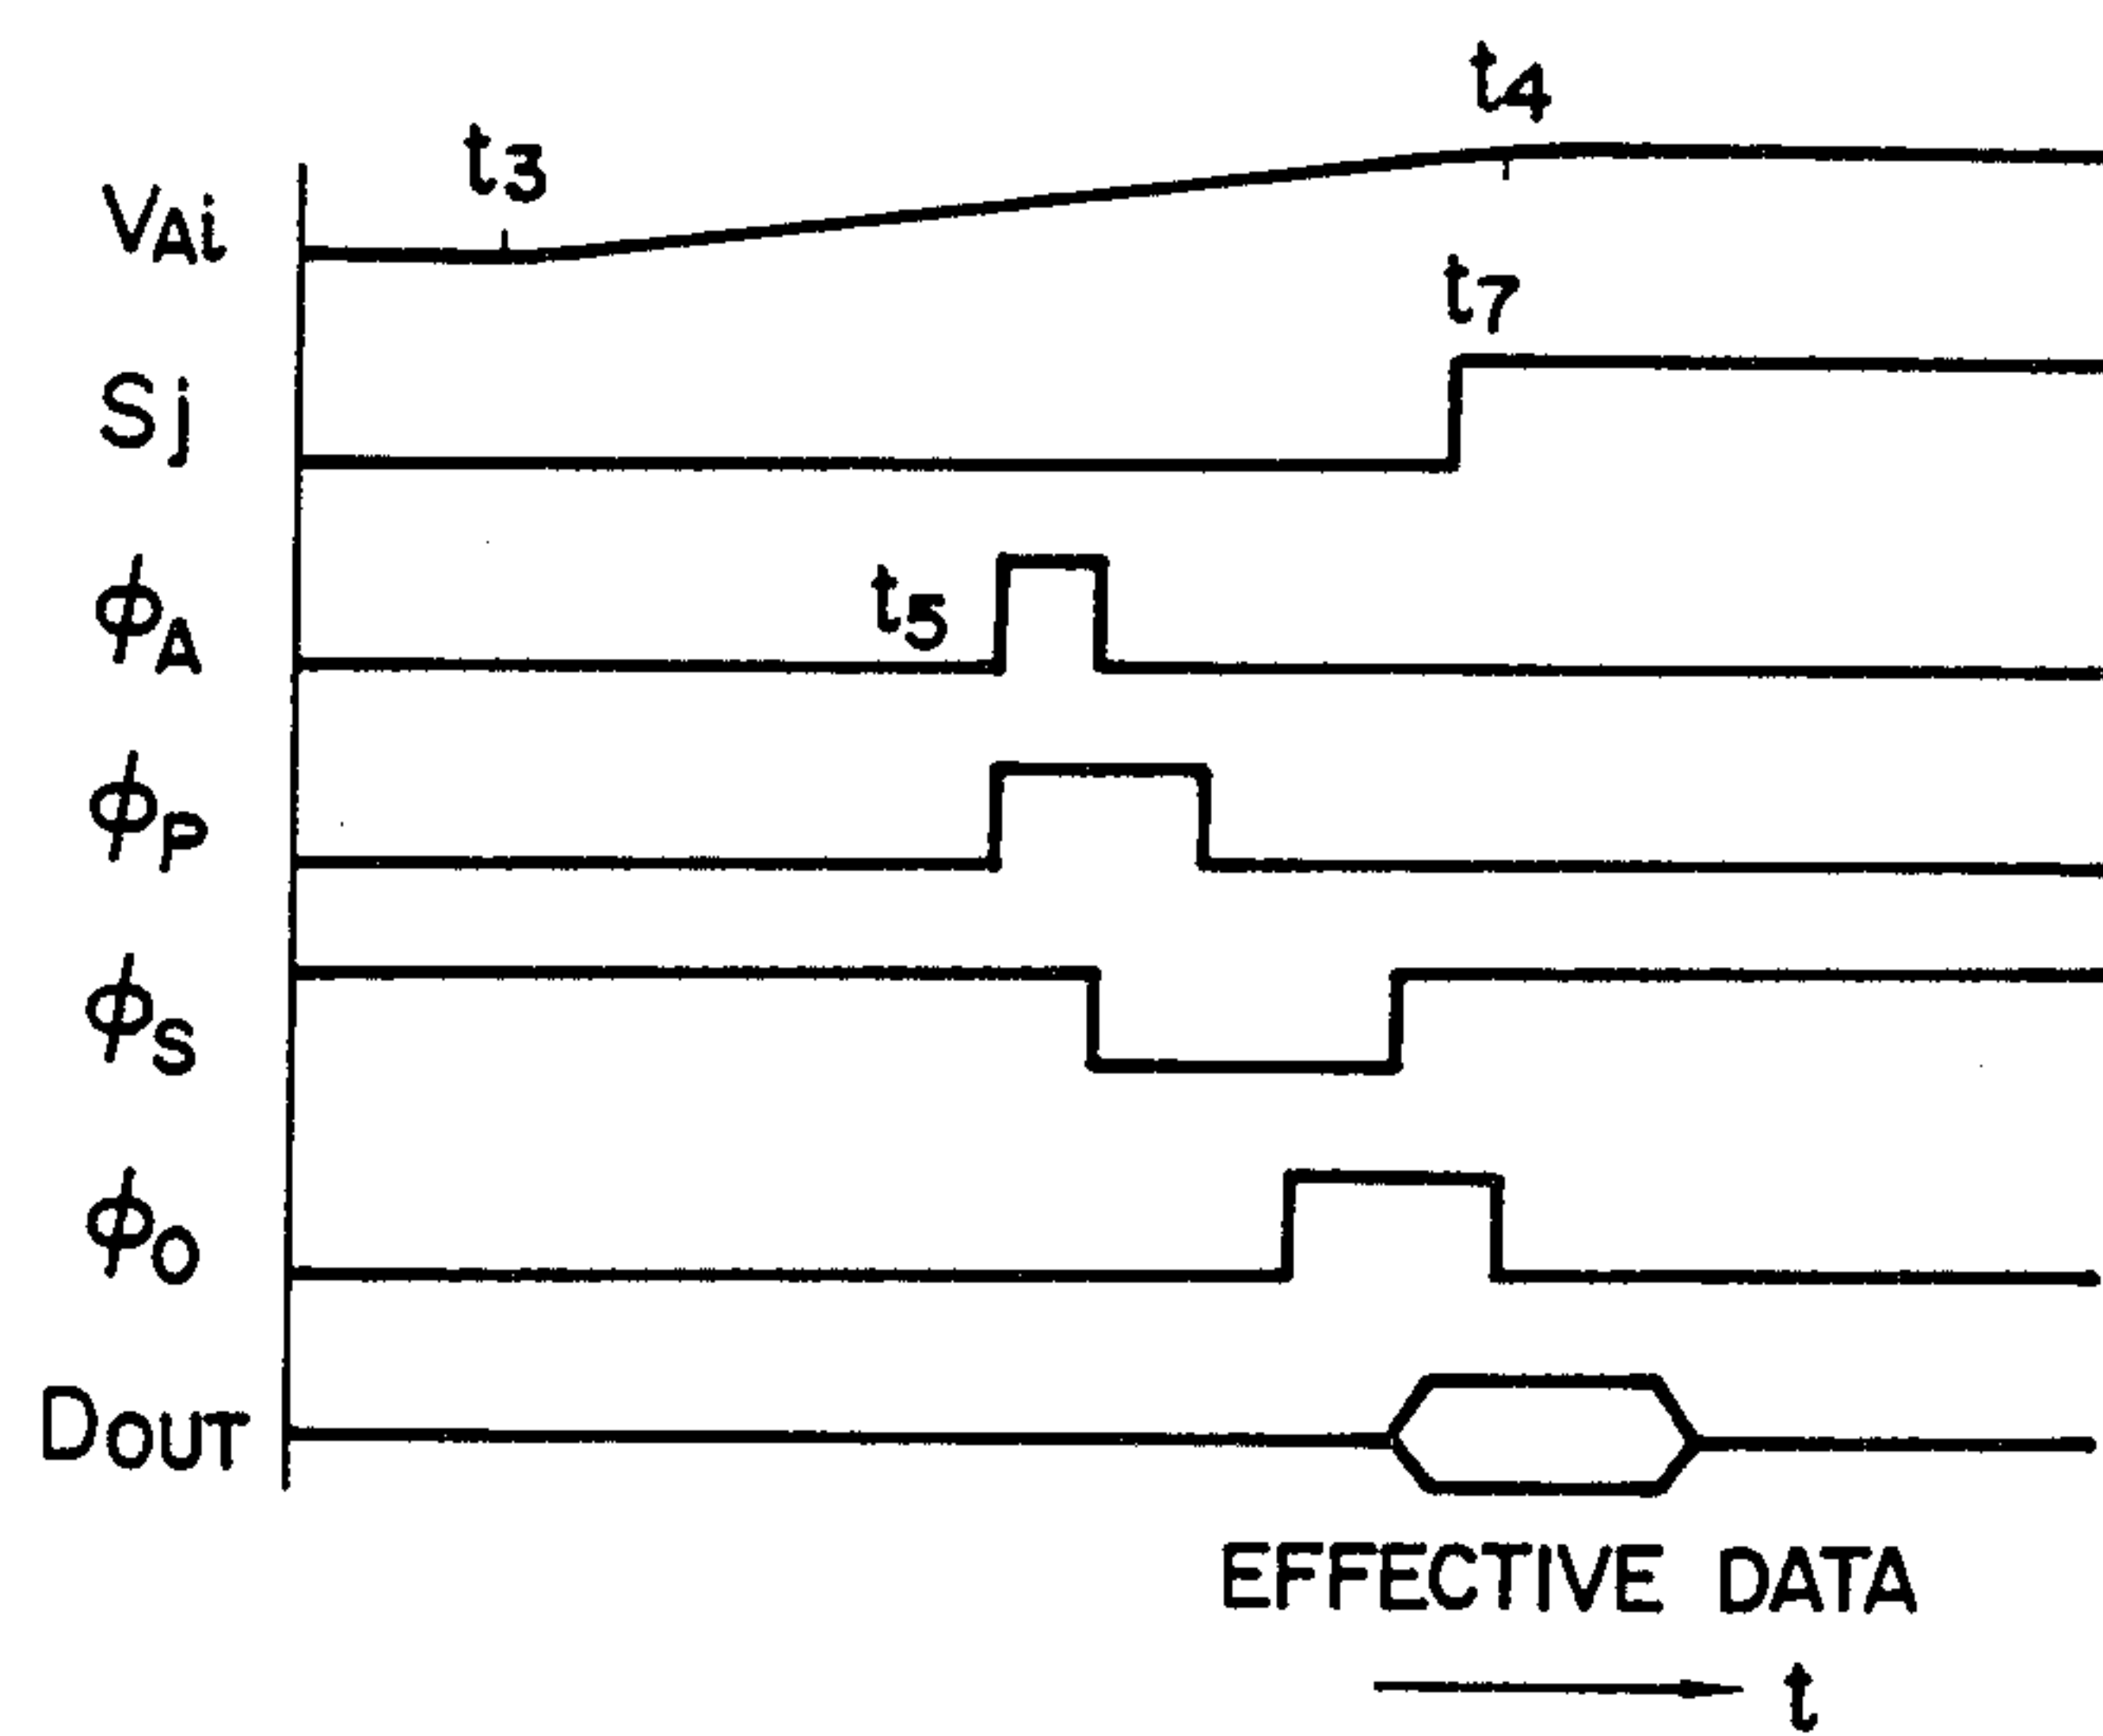 t4
t3
VAi
t7
Sj
ϕA
t5
ϕP
ϕS
ϕO
DOUT
EFFECTIVE DATA
t